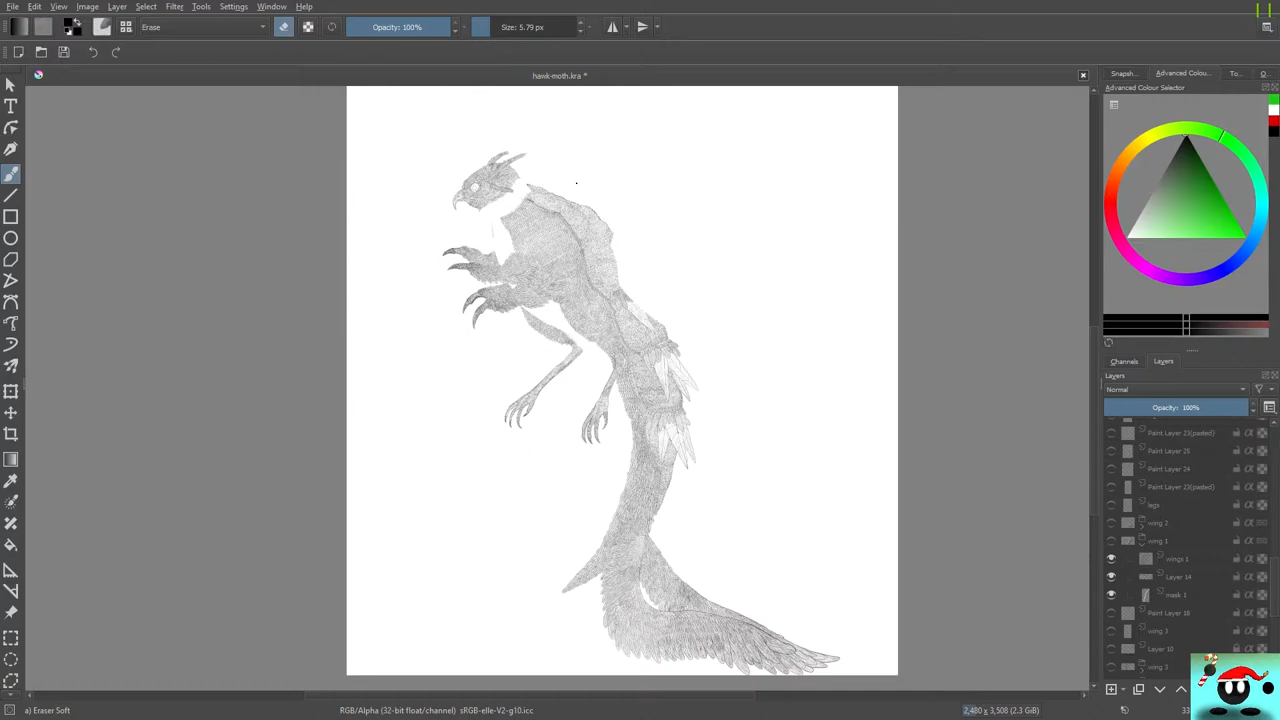 File Edit View Image Layer Select Filter Tools Settings Window Help
Erase Opacity: 100% Size: 5.79 px
hawk-moth.kra *
Snapsh... Advanced Colou... To... O...
Advanced Colour Selector
Channels Layers
Layers
Normal
Opacity: 100%
Paint Layer 23(pasted)
Paint Layer 25
Paint Layer 24
Paint Layer 23(pasted)
legs
wing 2
wing 1
wings 1
Layer 14
mask 1
Paint Layer 18
wing 3
Layer 10
wing 3
a) Eraser Soft RGB/Alpha (32-bit float/channel) sRGB-elle-V2-g10.icc 2,480 x 3,508 (2.3 GiB) 33